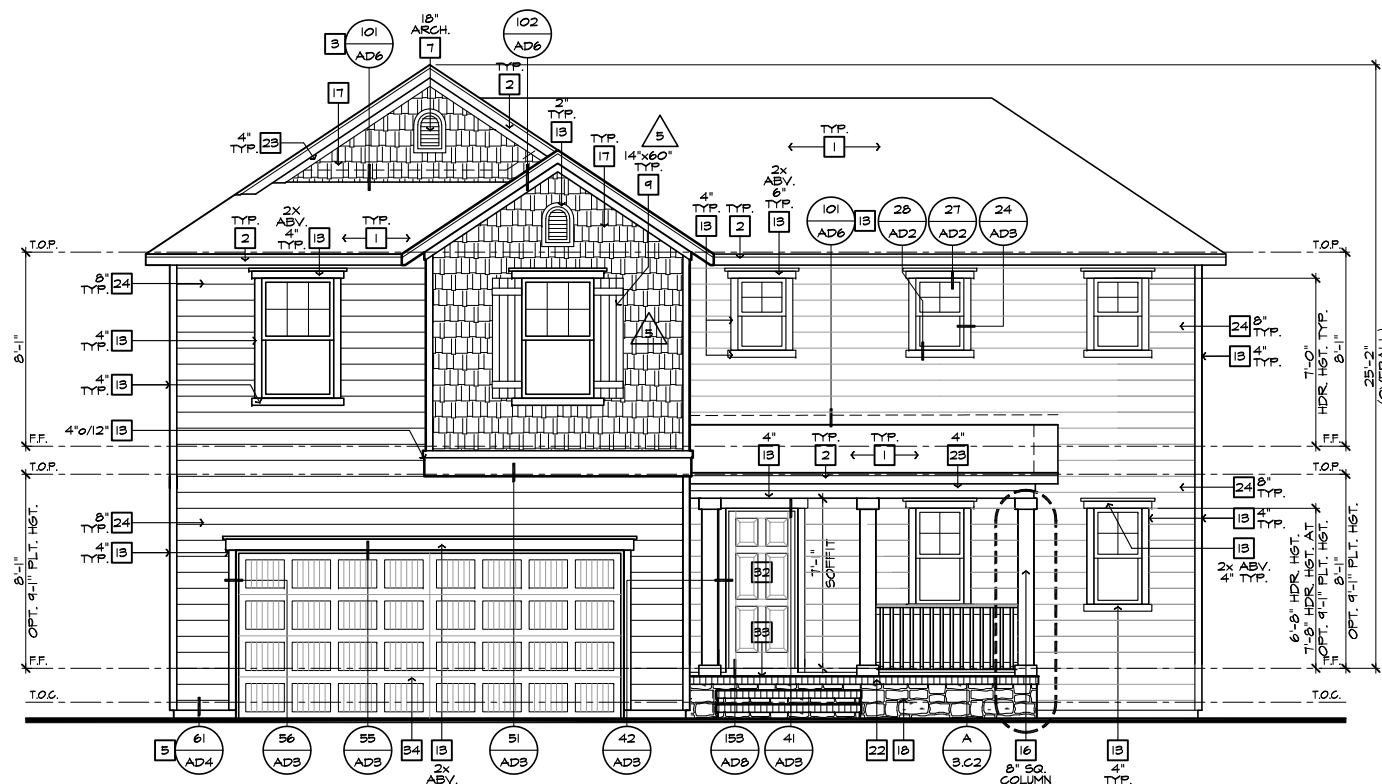 3
101
AD6
18"
ARCH.
7
102
AD6
TYP.
2
17
4"
TYP.
23
2"
TYP.
13
TYP.
17
5
14"x60"
TYP.
9
TYP.
1
2x
ABV.
6"
TYP.
13
4"
TYP.
13
TYP.
2
101
AD6
13
28
AD2
27
AD2
24
AD3
TYP.
2
2x
ABV.
4"
TYP.
13
TYP.
1
T.O.P.
T.O.P.
8"
TYP.
24
4"
TYP.
13
4"
TYP.
13
5
24
8"
TYP.
13
4"
TYP.
8'-1"
7'-0"
HDR. HGT. TYP.
8'-1"
25'-2"
4"o/12"
13
F.F.
F.F.
T.O.P.
T.O.P.
4"
13
TYP.
2
TYP.
1
4"
23
24
8"
TYP.
8"
TYP.
24
4"
TYP.
13
13
4"
TYP.
13
2x ABV.
4" TYP.
8'-1"
OPT. 9'-1" PLT. HGT.
7'-1"
SOFFIT
32
33
6'-8" HDR. HGT.
7'-8" HDR. HGT. AT
OPT. 9'-1" PLT. HGT.
8'-1"
OPT. 9'-1" PLT. HGT.
F.F.
F.F.
T.O.C.
T.O.C.
5
61
AD4
56
AD3
55
AD3
34
13
2x
ABV.
51
AD3
42
AD3
153
AD8
41
AD3
22
18
A
3.C2
16
8" SQ.
COLUMN
13
4"
TYP.